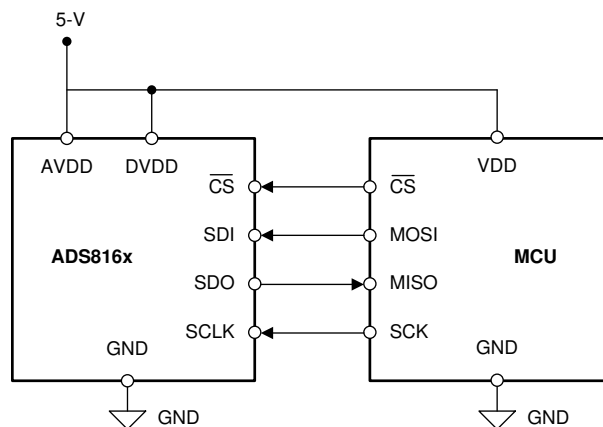 5-V
AVDD DVDD
VDD
CS CS
SDI MOSI
ADS816x MCU
SDO MISO
SCLK SCK
GND GND
GND GND